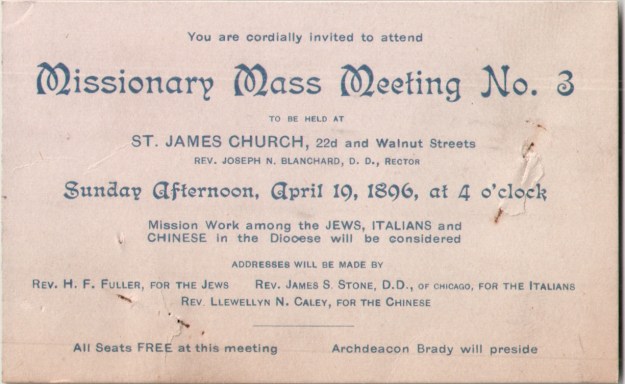 You are cordially invited to attend
Missionary Mass Meeting No. 3
TO BE HELD AT
ST. JAMES CHURCH, 22d and Walnut Streets
REV. JOSEPH N. BLANCHARD, D. D., RECTOR
Sunday Afternoon, April 19, 1896, at 4 o'clock
Mission Work among the JEWS, ITALIANS and
CHINESE in the Diocese will be considered
ADDRESSES WILL BE MADE BY
REV. H. F. FULLER, FOR THE JEWS REV. JAMES S. STONE, D.D., OF CHICAGO, FOR THE ITALIANS
REV. LLEWELLYN N. CALEY, FOR THE CHINESE
All Seats FREE at this meeting Archdeacon Brady will preside